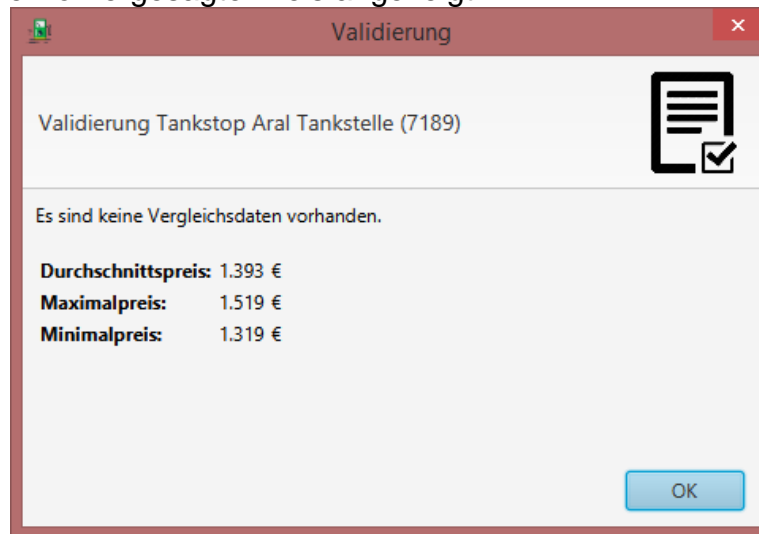 Validierung
Validierung Tankstop Aral Tankstelle (7189)
Es sind keine Vergleichsdaten vorhanden.
Durchschnittspreis: 1.393 €
Maximalpreis: 1.519 €
Minimalpreis: 1.319 €
OK